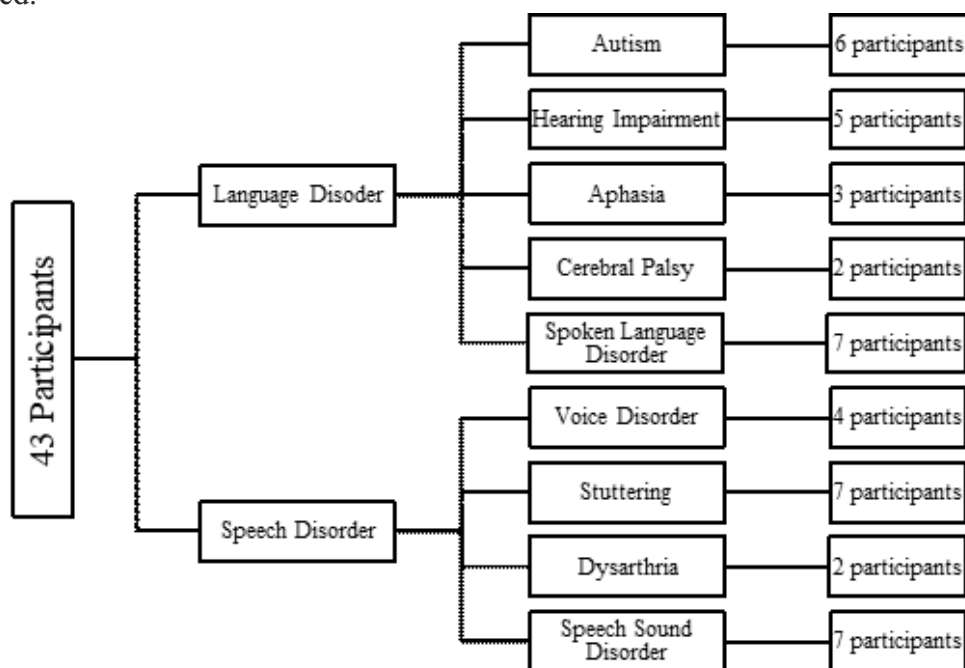 ed.
43 Participants
Language Disoder
Autism
6 participants
Hearing Impairment
5 participants
Aphasia
3 participants
Cerebral Palsy
2 participants
Spoken Language
Disorder
7 participants
Speech Disorder
Voice Disorder
4 participants
Stuttering
7 participants
Dysarthria
2 participants
Speech Sound
Disorder
7 participants